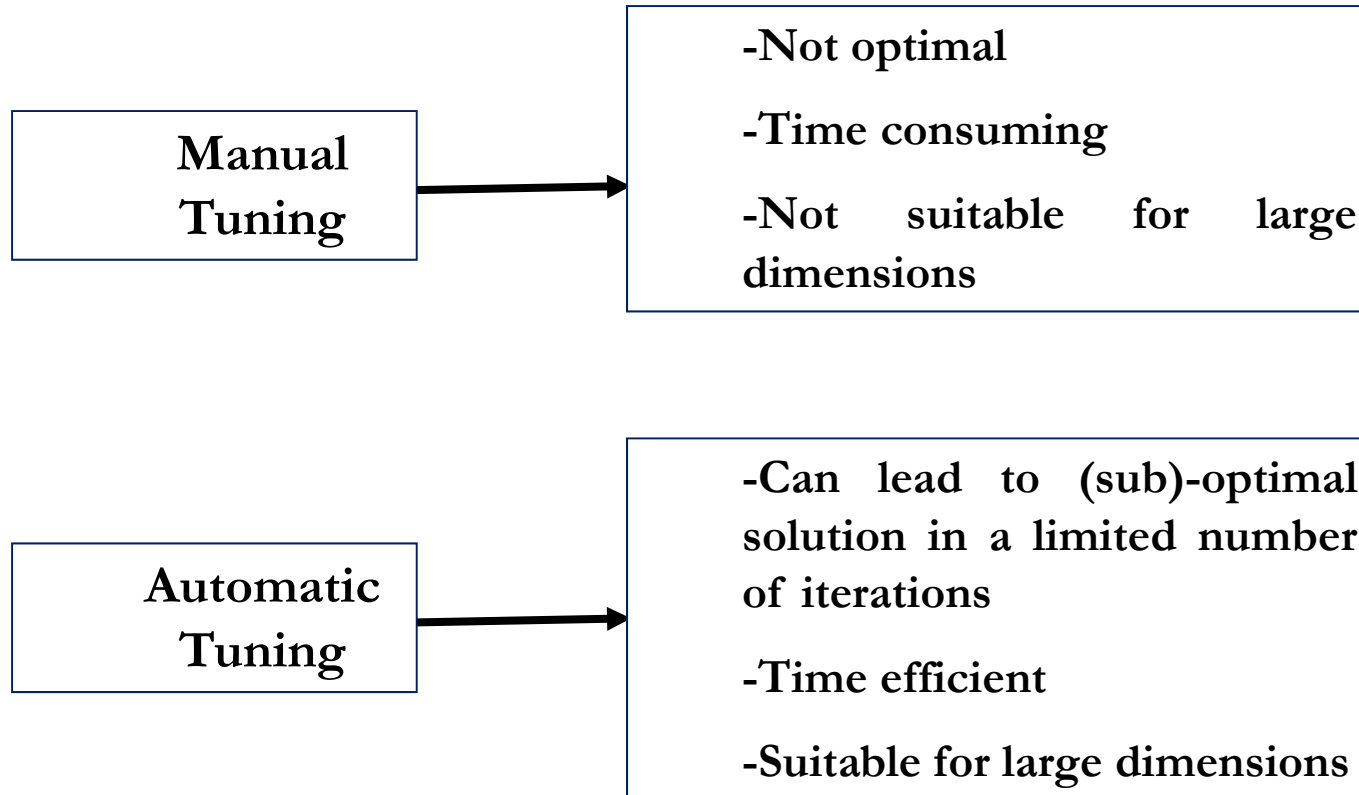 Manual
Tuning
-Not optimal
-Time consuming
-Not suitable for large
dimensions
Automatic
Tuning
-Can lead to (sub)-optimal
solution in a limited number
of iterations
-Time efficient
-Suitable for large dimensions